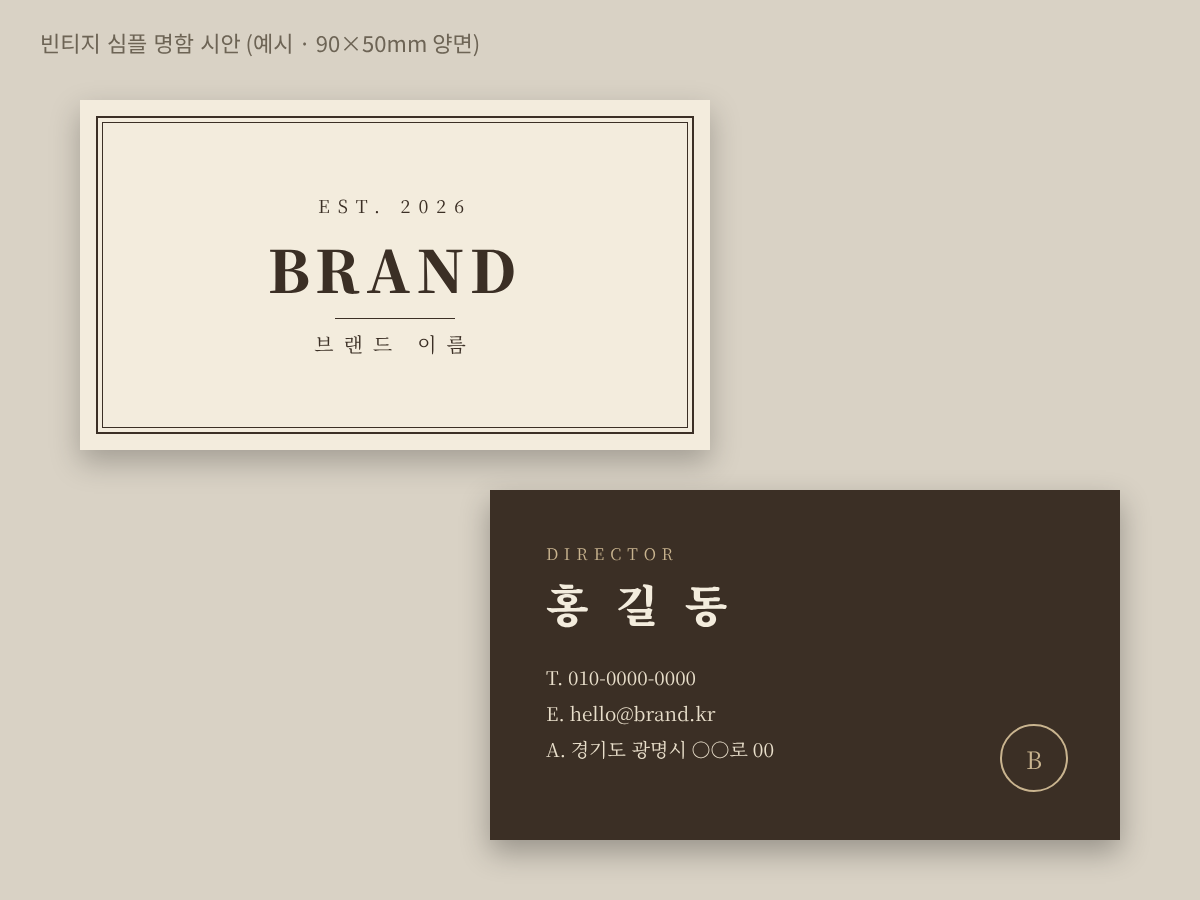 빈티지 심플 명함 시안 (예시 · 90×50mm 양면)
EST. 2026
BRAND
브랜드 이름
DIRECTOR
홍길동
T. 010-0000-0000
E. hello@brand.kr
A. 경기도 광명시 〇〇로 00
B